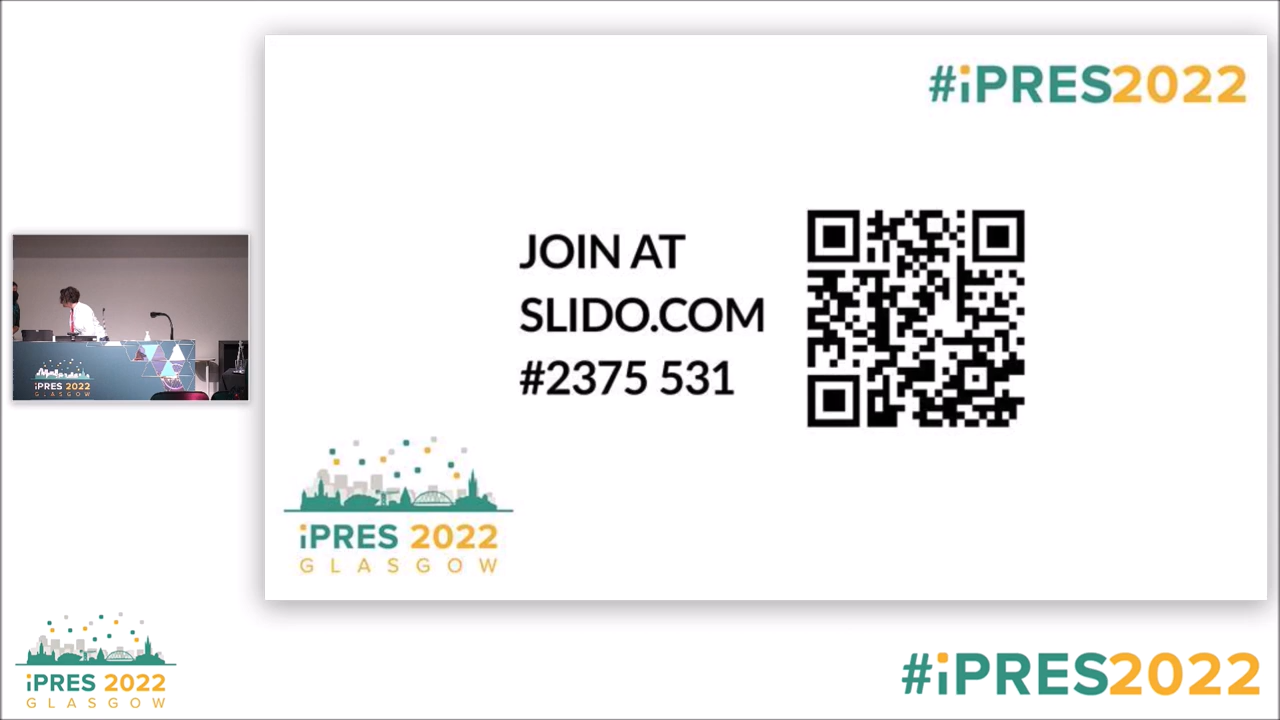 #iPRES2022
JOIN AT
SLIDO.COM
#2375 531
iPRES 2022
GLASGOW
iPRES 2022
GLASGOW
iPRES 2022
GLASGOW
#iPRES2022